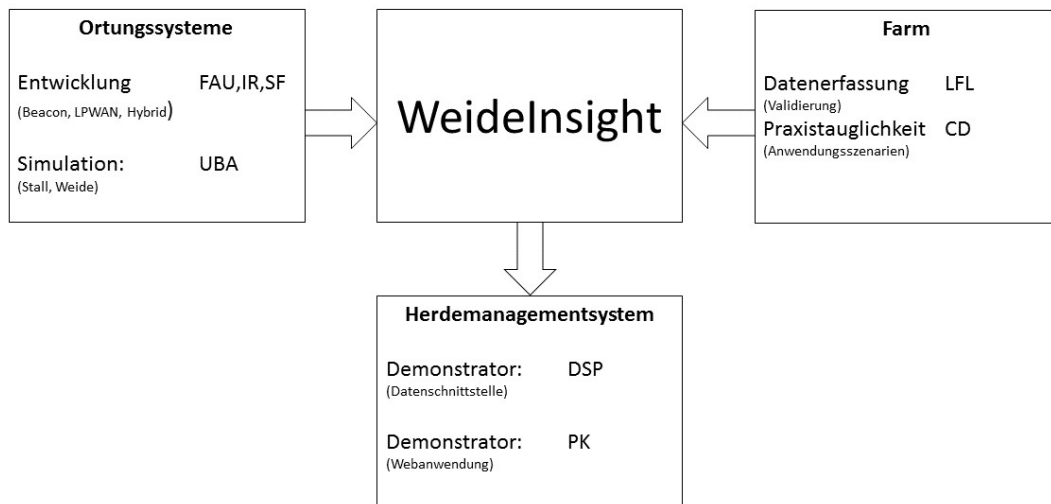 Ortungssysteme
Entwicklung FAU,IR,SF
(Beacon, LPWAN, Hybrid)
Simulation: UBA
(Stall, Weide)
WeideInsight
Farm
Datenerfassung LFL
(Validierung)
Praxistauglichkeit CD
(Anwendungsszenarien)
Herdemanagementsystem
Demonstrator: DSP
(Datenschnittstelle)
Demonstrator: PK
(Webanwendung)